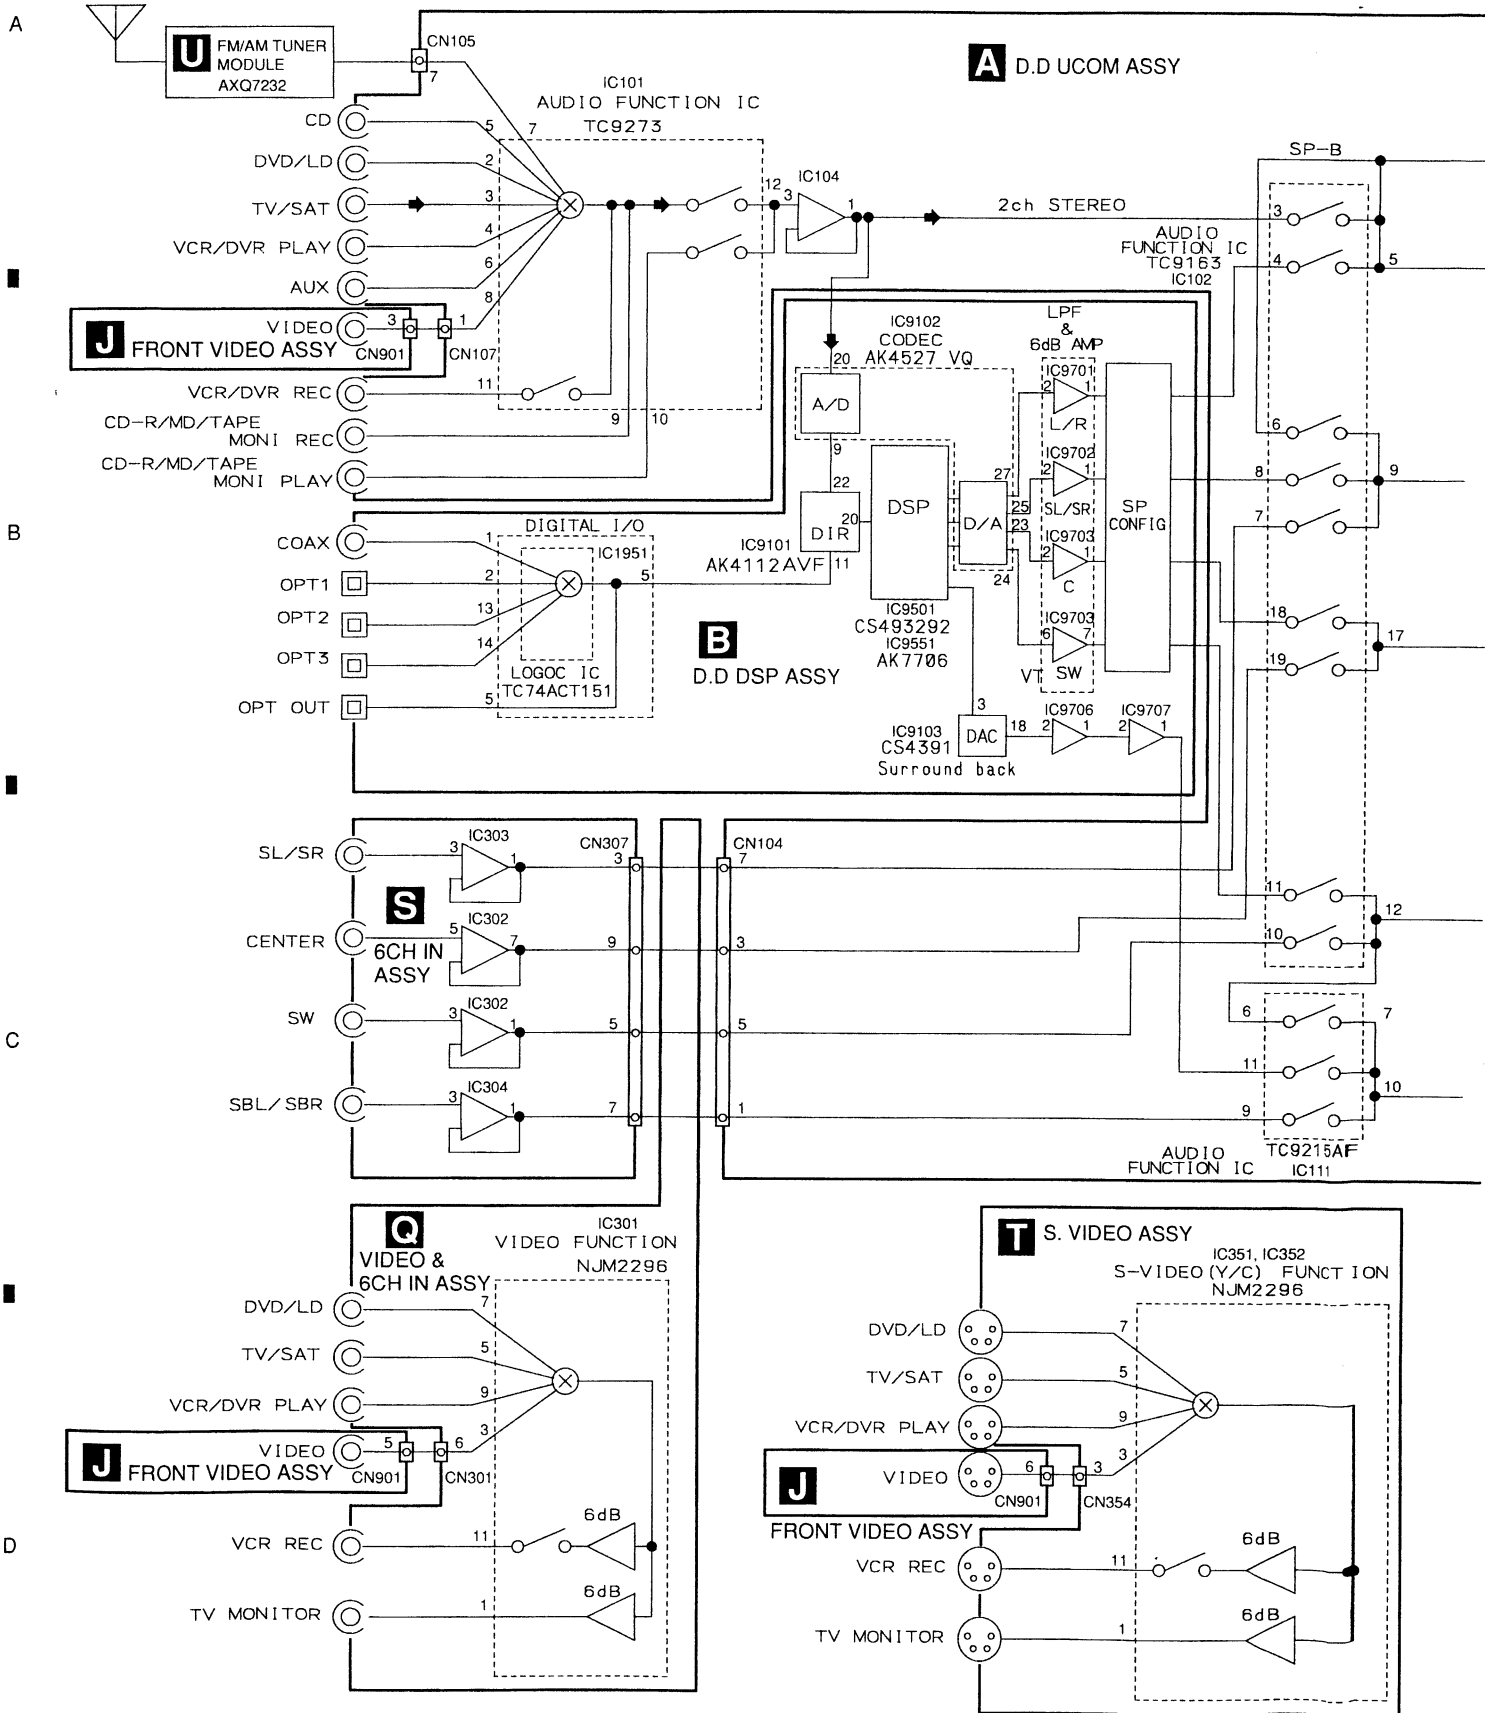 A
U FM/AM TUNER
MODULE
AXQ7232
CN105
7
A D.D UCOM ASSY
IC101
AUDIO FUNCTION IC
TC9273
CD
5
7
DVD/LD
2
TV/SAT
3
VCR/DVR PLAY
4
AUX
6
8
12
3
IC104
1
2ch STEREO
SP-B
3
AUDIO
FUNCTION IC
TC9163
IC102
4
5
J FRONT VIDEO ASSY
VIDEO
3
1
CN901
CN107
VCR/DVR REC
11
CD-R/MD/TAPE
MONI REC
9
10
CD-R/MD/TAPE
MONI PLAY
IC9102
CODEC
AK4527 VQ
20
A/D
9
22
DIR
20
11
IC9101
AK4112AVF
DSP
IC9501
CS493292
IC9551
AK7706
D/A
27
25
23
24
LPF
&
6dB AMP
IC9701
2
1
L/R
IC9702
2
1
SL/SR
IC9703
2
1
C
IC9703
6
7
VT SW
SP
CONFIG
6
8
9
7
18
17
19
B
COAX
1
OPT1
2
OPT2
13
OPT3
14
OPT OUT
5
DIGITAL I/O
IC1951
5
LOGOC IC
TC74ACT151
B
D.D DSP ASSY
3
IC9103
CS4391
DAC
18
Surround back
IC9706
2
1
IC9707
2
1
SL/SR
3
IC303
1
CN307
3
CN104
7
S
6CH IN
ASSY
CENTER
5
IC302
7
9
3
SW
3
IC302
1
5
5
SBL/SBR
3
IC304
1
7
1
11
12
10
6
7
11
10
9
TC9215AF
IC111
AUDIO
FUNCTION IC
C
Q
VIDEO &
6CH IN ASSY
IC301
VIDEO FUNCTION
NJM2296
DVD/LD
7
TV/SAT
5
VCR/DVR PLAY
9
J FRONT VIDEO ASSY
VIDEO
5
6
3
CN901
CN301
D
VCR REC
11
6dB
TV MONITOR
1
6dB
T S. VIDEO ASSY
IC351, IC352
S-VIDEO(Y/C) FUNCTION
NJM2296
DVD/LD
7
TV/SAT
5
VCR/DVR PLAY
9
J
FRONT VIDEO ASSY
VIDEO
6
3
3
CN901
CN354
VCR REC
11
6dB
TV MONITOR
1
6dB